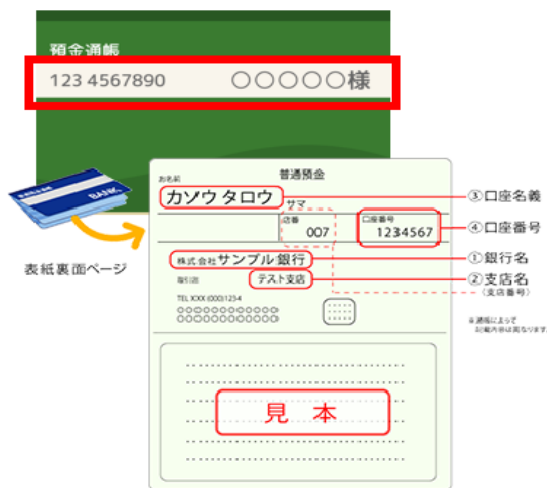 預金通帳
123 4567890 ○○○○○様
お名前
普通預金
カソウ タロウ サマ
③口座名義
店番
007
口座番号
1234567
④口座番号
BANK
株式会社サンプル銀行
①銀行名
取引店
テスト支店
②支店名
(支店番号)
表紙裏面ページ
TEL XXX (000)123-4
○○○○○○○○○○○○○
○○○○○○○○○○○○○
※通帳によって
記載内容は異なります。
見本